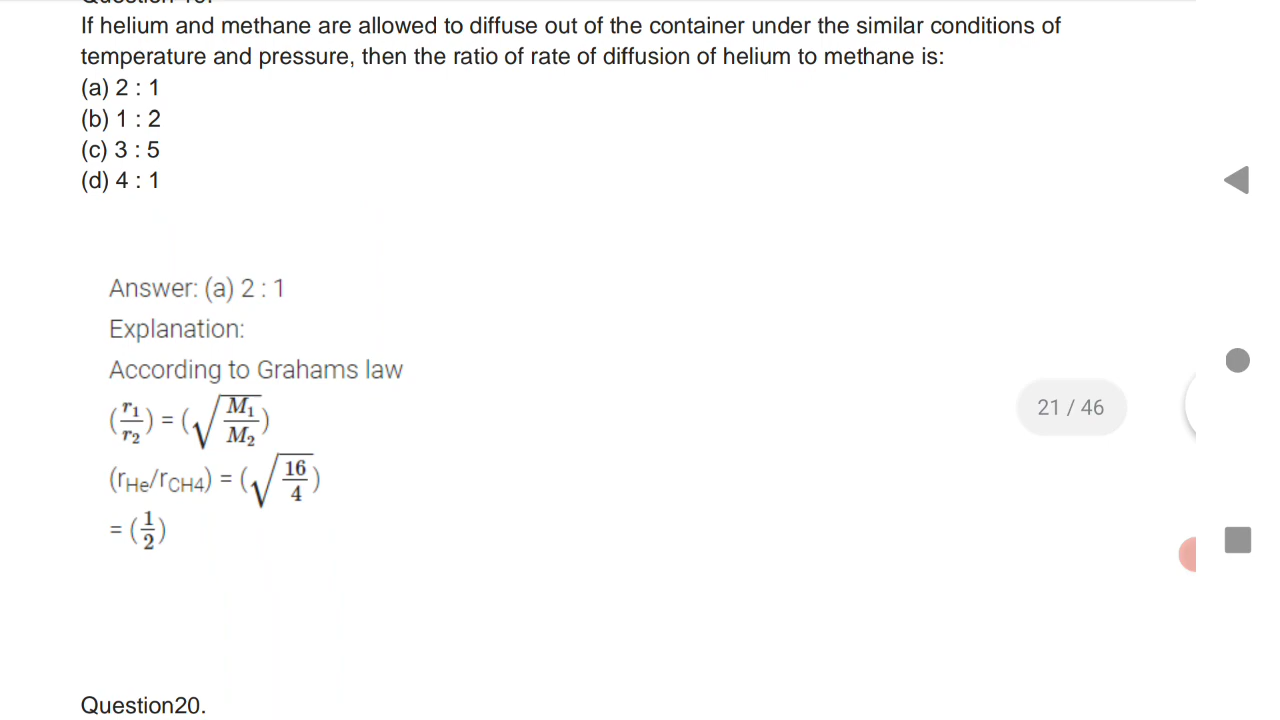 If helium and methane are allowed to diffuse out of the container under the similar conditions of
temperature and pressure, then the ratio of rate of diffusion of helium to methane is:
(a) 2 : 1
(b) 1 : 2
(c) 3 : 5
(d) 4 : 1
Answer: (a) 2 : 1
Explanation:
According to Grahams law
(r₁/r₂) = (√(M₁/M₂))
(rHe/rCH4) = (√(16/4))
= (1/2)
21 / 46
Question20.